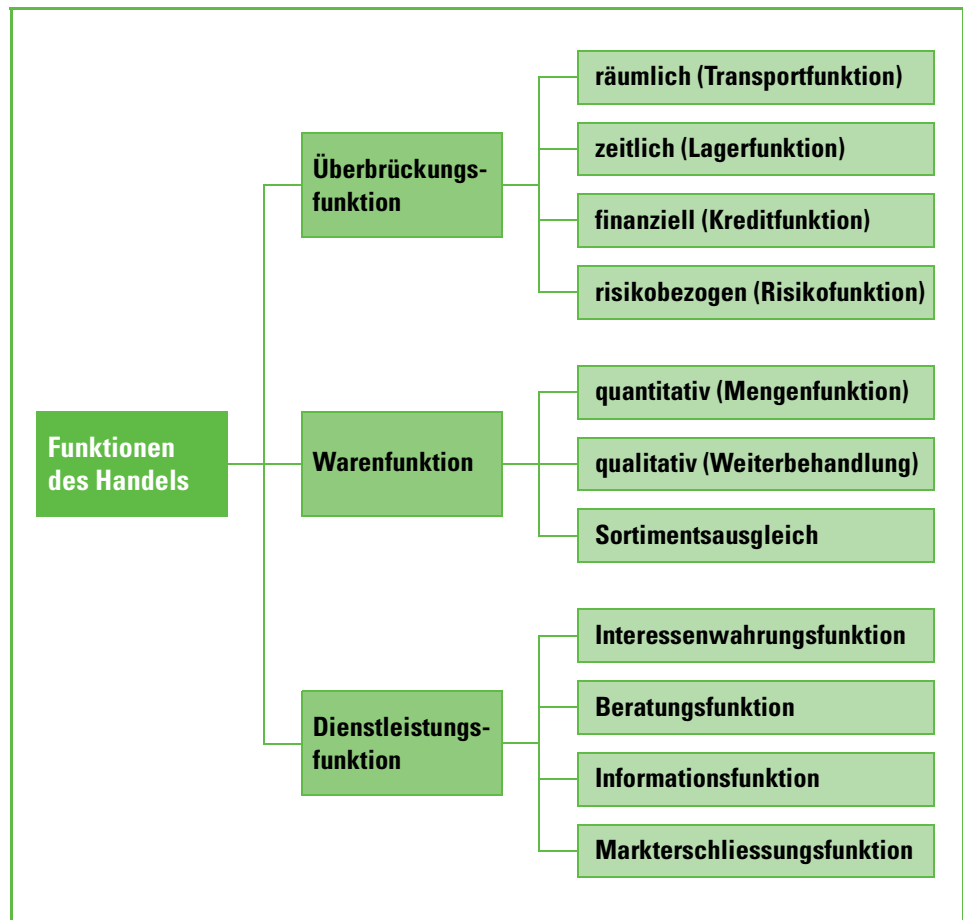 Funktionen
des Handels
Überbrückungs-
funktion
räumlich (Transportfunktion)
zeitlich (Lagerfunktion)
finanziell (Kreditfunktion)
risikobezogen (Risikofunktion)
Warenfunktion
quantitativ (Mengenfunktion)
qualitativ (Weiterbehandlung)
Sortimentsausgleich
Dienstleistungs-
funktion
Interessenwahrungsfunktion
Beratungsfunktion
Informationsfunktion
Markterschliessungsfunktion